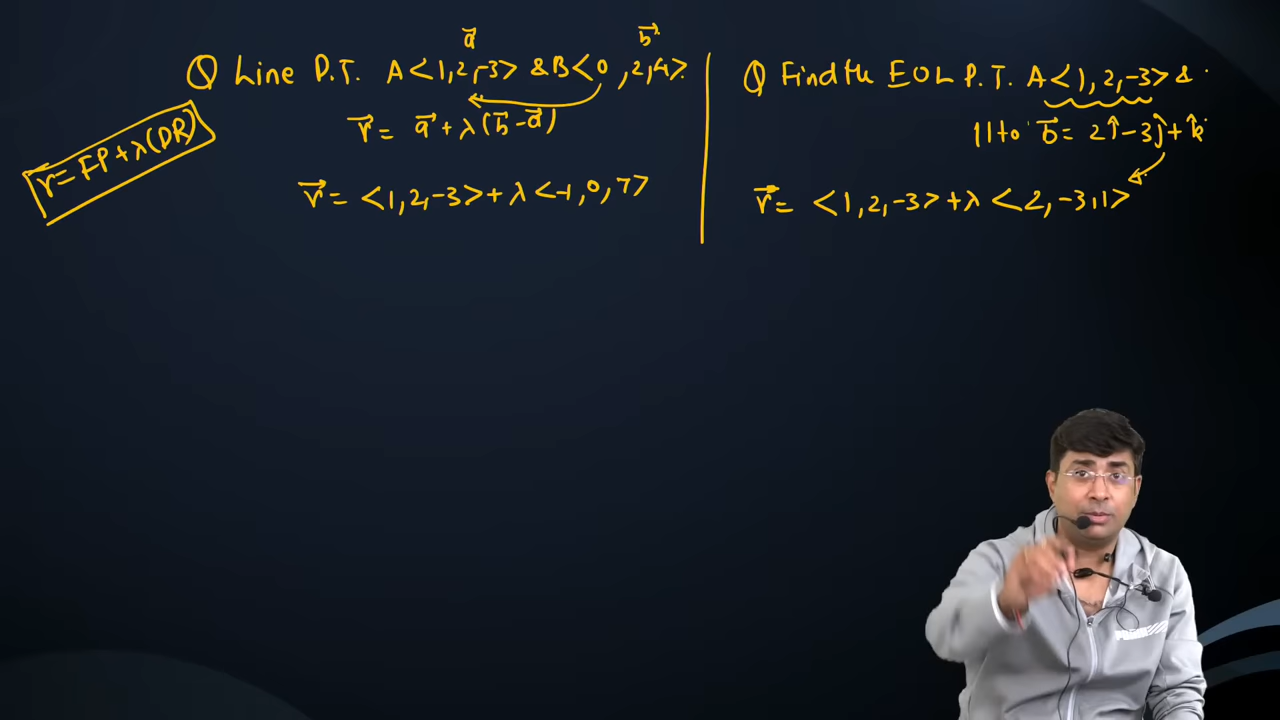 Q Line P.T. A<1,2,-3> & B<0,2,4>
a⃗
b⃗
r⃗ = a⃗ + λ(b⃗ - a⃗)
r⃗ = <1,2,-3> + λ<-1,0,7>
r = FP + λ(DR)
Q Find the EOL P.T. A<1,2,-3> &
|| to b⃗ = 2î - 3ĵ + k̂
r⃗ = <1,2,-3> + λ<2,-3,1>